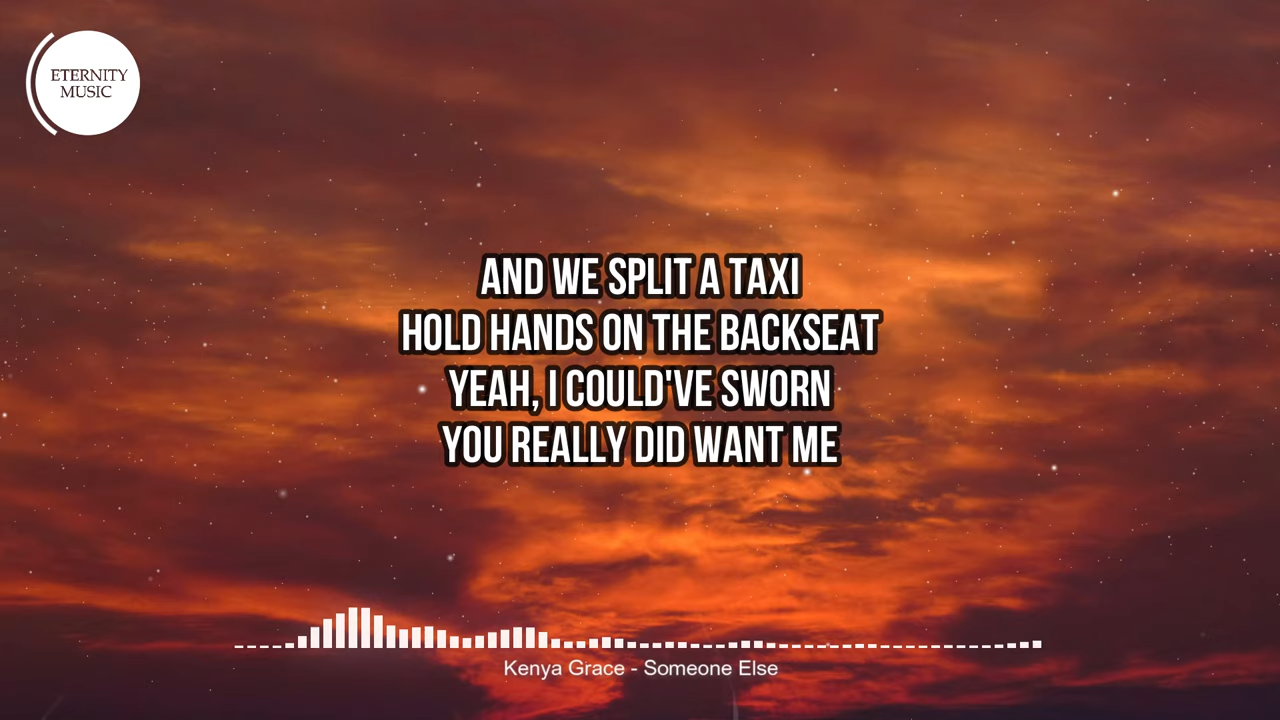 ETERNITY
MUSIC
AND WE SPLIT A TAXI
HOLD HANDS ON THE BACKSEAT
YEAH, I COULD'VE SWORN
YOU REALLY DID WANT ME
Kenya Grace - Someone Else